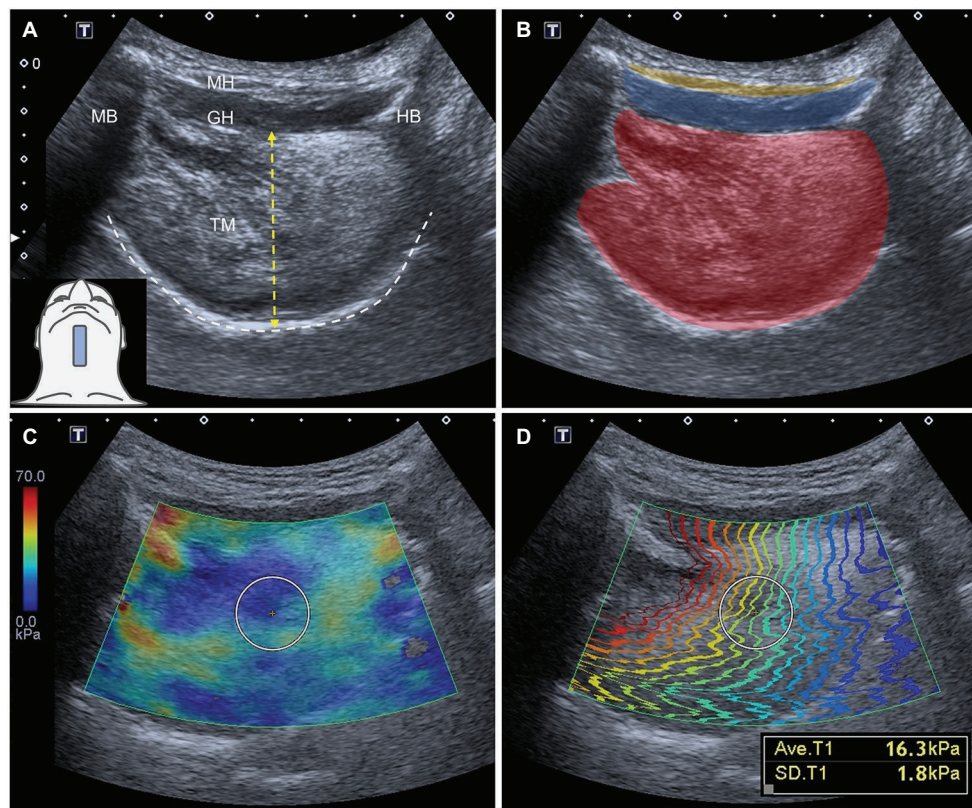 A
T
0
MH
GH
MB
HB
TM
B
T
C
T
70.0
0.0
kPa
D
T
Ave.T1 16.3kPa
SD.T1 1.8kPa